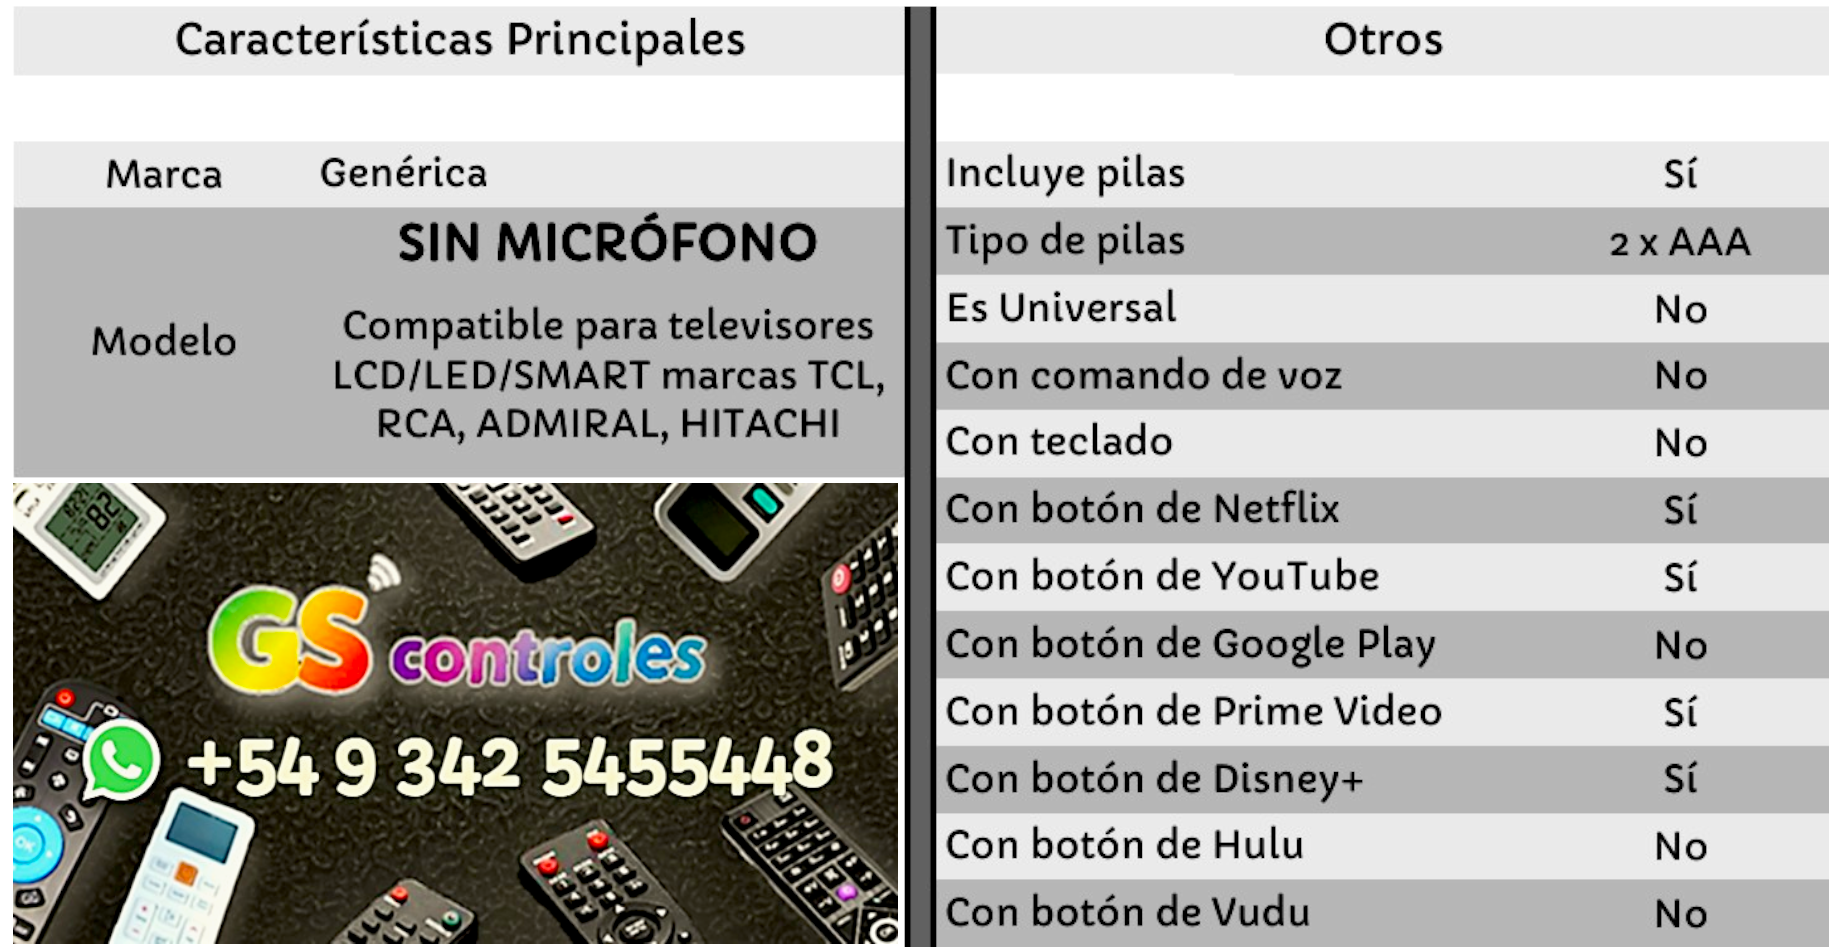 Características Principales
Marca Genérica
Modelo
SIN MICRÓFONO
Compatible para televisores
LCD/LED/SMART marcas TCL,
RCA, ADMIRAL, HITACHI
GS controles
+54 9 342 5455448
Otros
Incluye pilas Sí
Tipo de pilas 2 x AAA
Es Universal No
Con comando de voz No
Con teclado No
Con botón de Netflix Sí
Con botón de YouTube Sí
Con botón de Google Play No
Con botón de Prime Video Sí
Con botón de Disney+ Sí
Con botón de Hulu No
Con botón de Vudu No